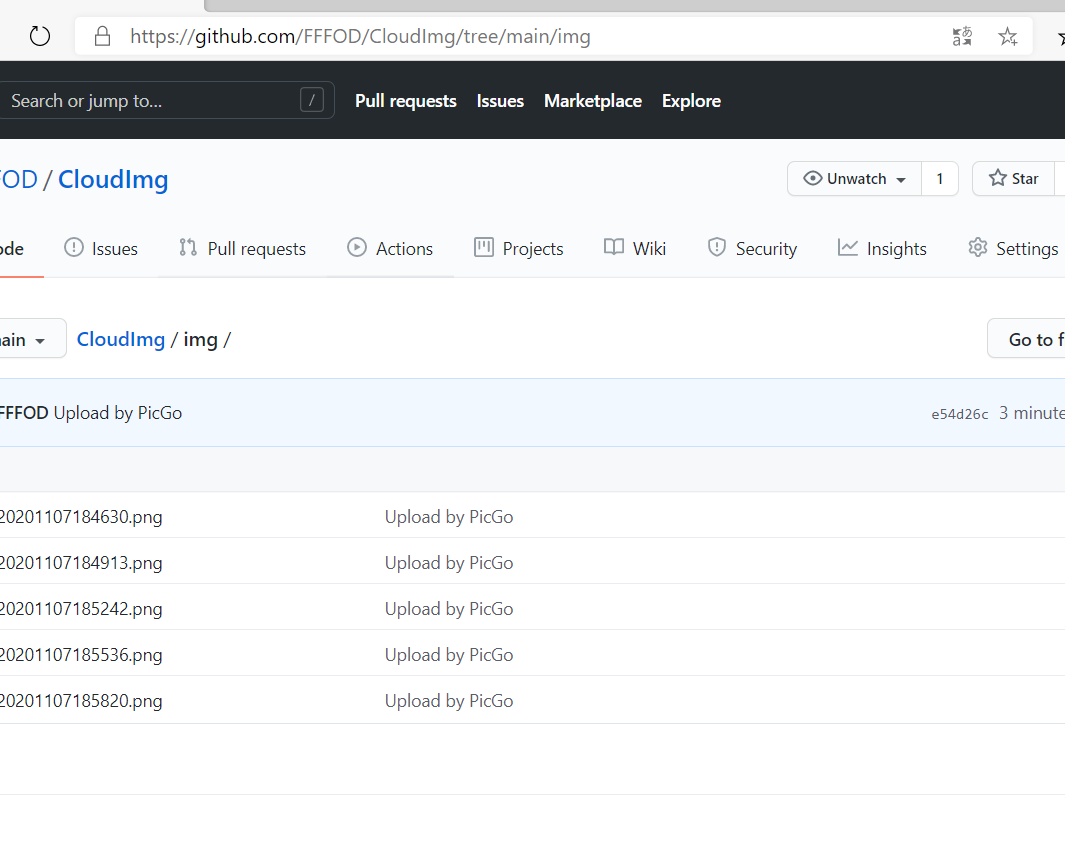 https://github.com/FFFOD/CloudImg/tree/main/img
Search or jump to... / Pull requests Issues Marketplace Explore
FOD / CloudImg Unwatch 1 Star
ode Issues Pull requests Actions Projects Wiki Security Insights Settings
ain CloudImg / img / Go to f
FFFOD Upload by PicGo e54d26c 3 minute
20201107184630.png Upload by PicGo
20201107184913.png Upload by PicGo
20201107185242.png Upload by PicGo
20201107185536.png Upload by PicGo
20201107185820.png Upload by PicGo